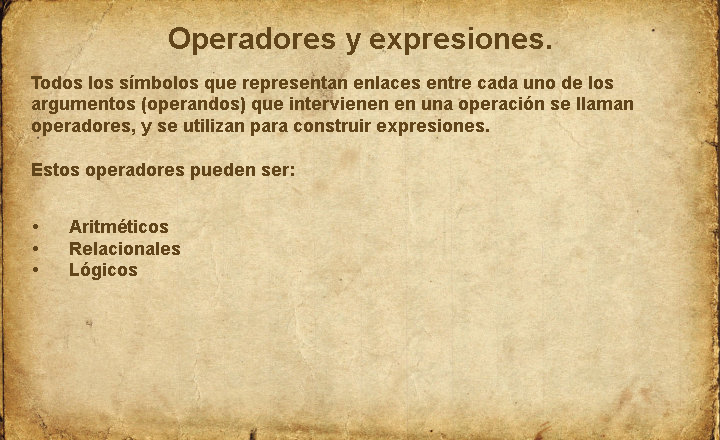 Operadores y expresiones.
Todos los símbolos que representan enlaces entre cada uno de los
argumentos (operandos) que intervienen en una operación se llaman
operadores, y se utilizan para construir expresiones.
Estos operadores pueden ser:
• Aritméticos
• Relacionales
• Lógicos